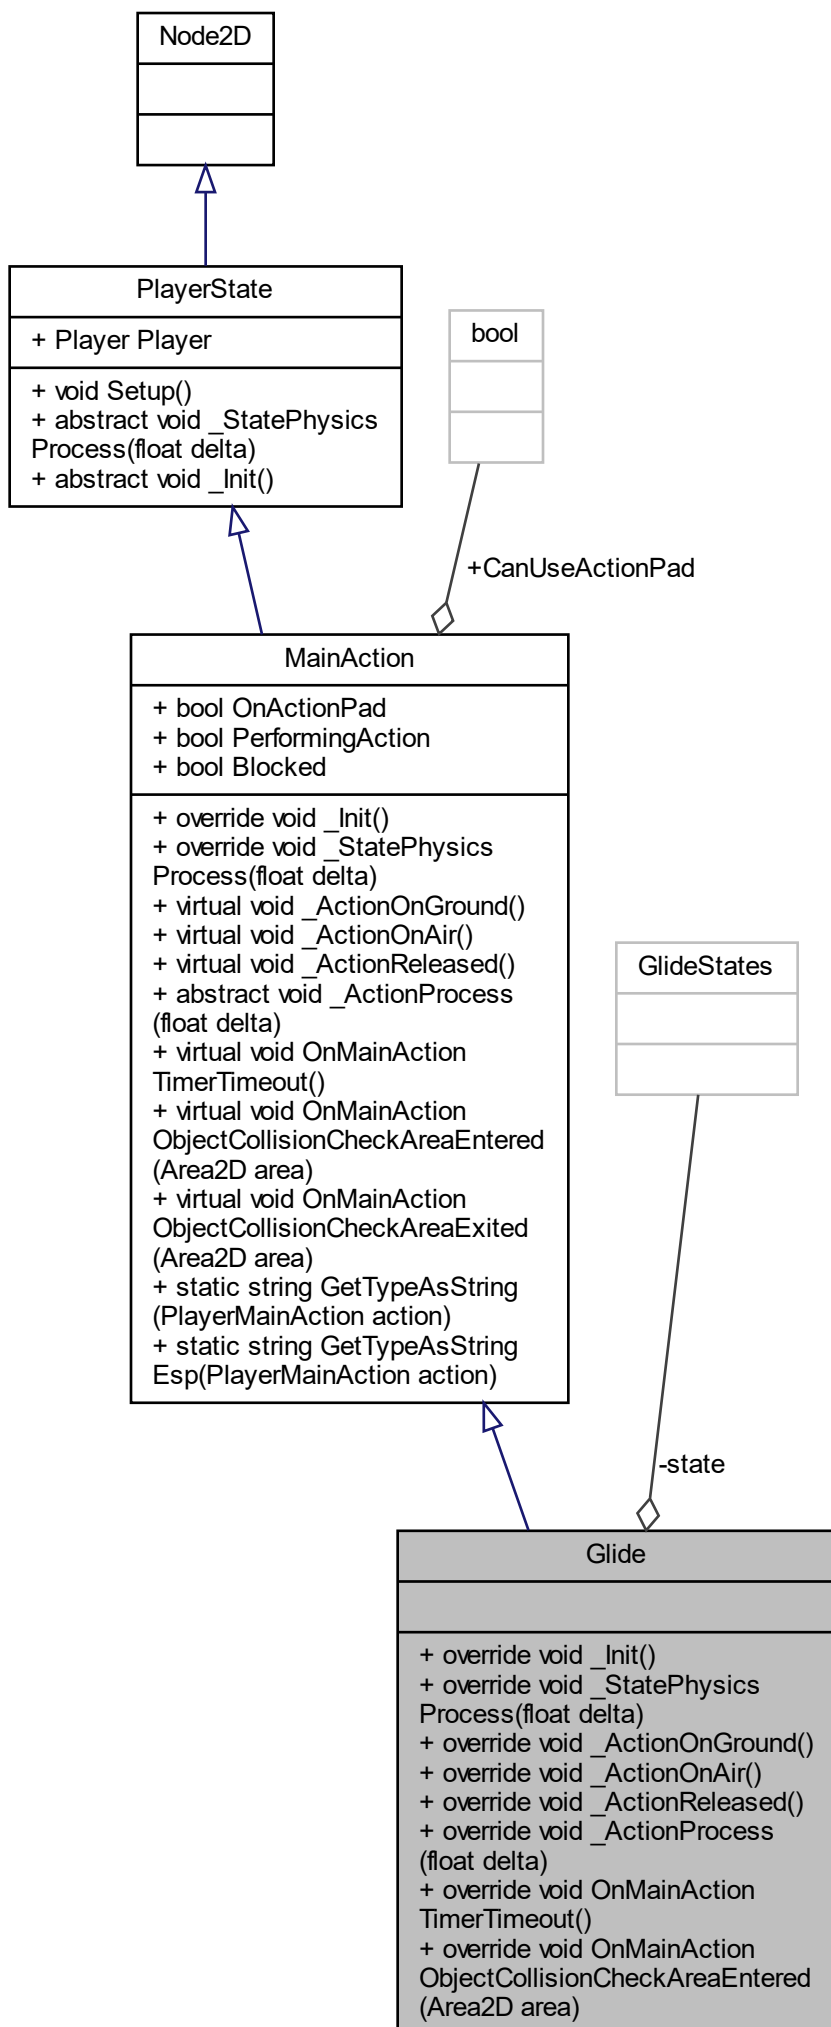 Node2D
PlayerState
+ Player Player
+ void Setup()
+ abstract void _StatePhysics
Process(float delta)
+ abstract void _Init()
bool
+CanUseActionPad
MainAction
+ bool OnActionPad
+ bool PerformingAction
+ bool Blocked
+ override void _Init()
+ override void _StatePhysics
Process(float delta)
+ virtual void _ActionOnGround()
+ virtual void _ActionOnAir()
+ virtual void _ActionReleased()
+ abstract void _ActionProcess
(float delta)
+ virtual void OnMainAction
TimerTimeout()
+ virtual void OnMainAction
ObjectCollisionCheckAreaEntered
(Area2D area)
+ virtual void OnMainAction
ObjectCollisionCheckAreaExited
(Area2D area)
+ static string GetTypeAsString
(PlayerMainAction action)
+ static string GetTypeAsString
Esp(PlayerMainAction action)
GlideStates
-state
Glide
+ override void _Init()
+ override void _StatePhysics
Process(float delta)
+ override void _ActionOnGround()
+ override void _ActionOnAir()
+ override void _ActionReleased()
+ override void _ActionProcess
(float delta)
+ override void OnMainAction
TimerTimeout()
+ override void OnMainAction
ObjectCollisionCheckAreaEntered
(Area2D area)